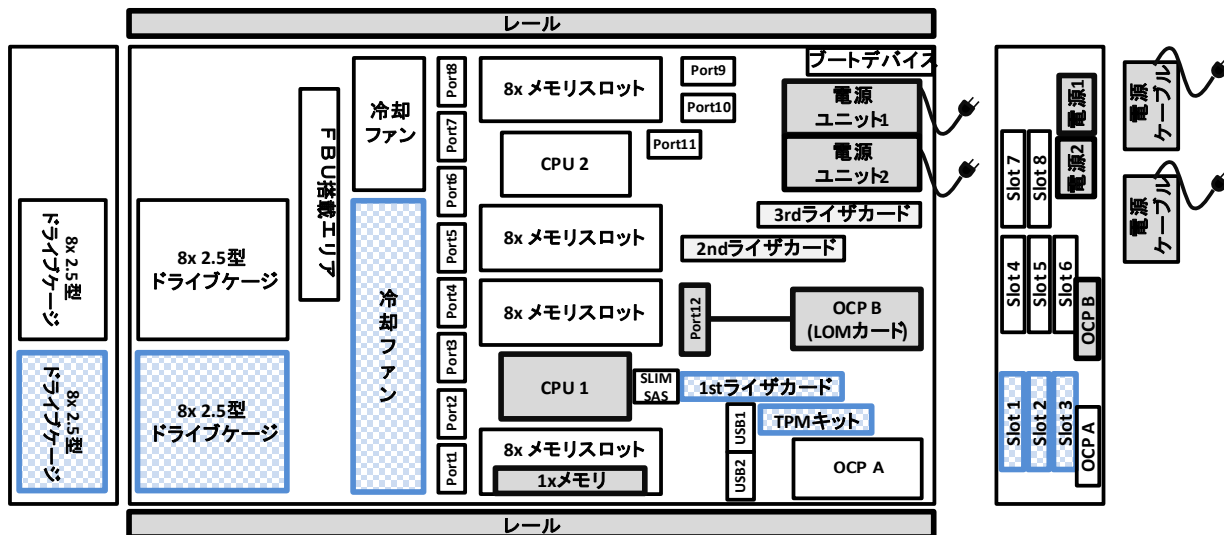 レール
8x 2.5型
ドライブケージ
8x 2.5型
ドライブケージ
8x 2.5型
ドライブケージ
8x 2.5型
ドライブケージ
FBU搭載エリア
冷却
ファン
冷却ファン
Port8
Port7
Port6
Port5
Port4
Port3
Port2
Port1
8x メモリスロット
CPU 2
8x メモリスロット
8x メモリスロット
CPU 1
SLIM
SAS
8x メモリスロット
1xメモリ
Port9
Port10
Port11
Port12
ブートデバイス
電源
ユニット1
電源
ユニット2
3rdライザカード
2ndライザカード
OCP B
(LOMカード)
1stライザカード
USB1
USB2
TPMキット
OCP A
電源1
電源2
Slot 7
Slot 8
Slot 4
Slot 5
Slot 6
OCP B
Slot 1
Slot 2
Slot 3
OCP A
電源
ケーブル
電源
ケーブル
レール